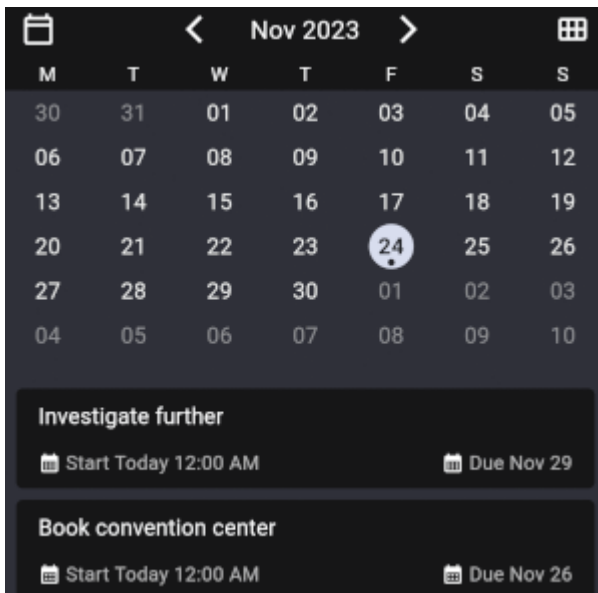 Nov 2023
M T W T F S S
30 31 01 02 03 04 05
06 07 08 09 10 11 12
13 14 15 16 17 18 19
20 21 22 23 24 25 26
27 28 29 30 01 02 03
04 05 06 07 08 09 10
Investigate further
Start Today 12:00 AM Due Nov 29
Book convention center
Start Today 12:00 AM Due Nov 26